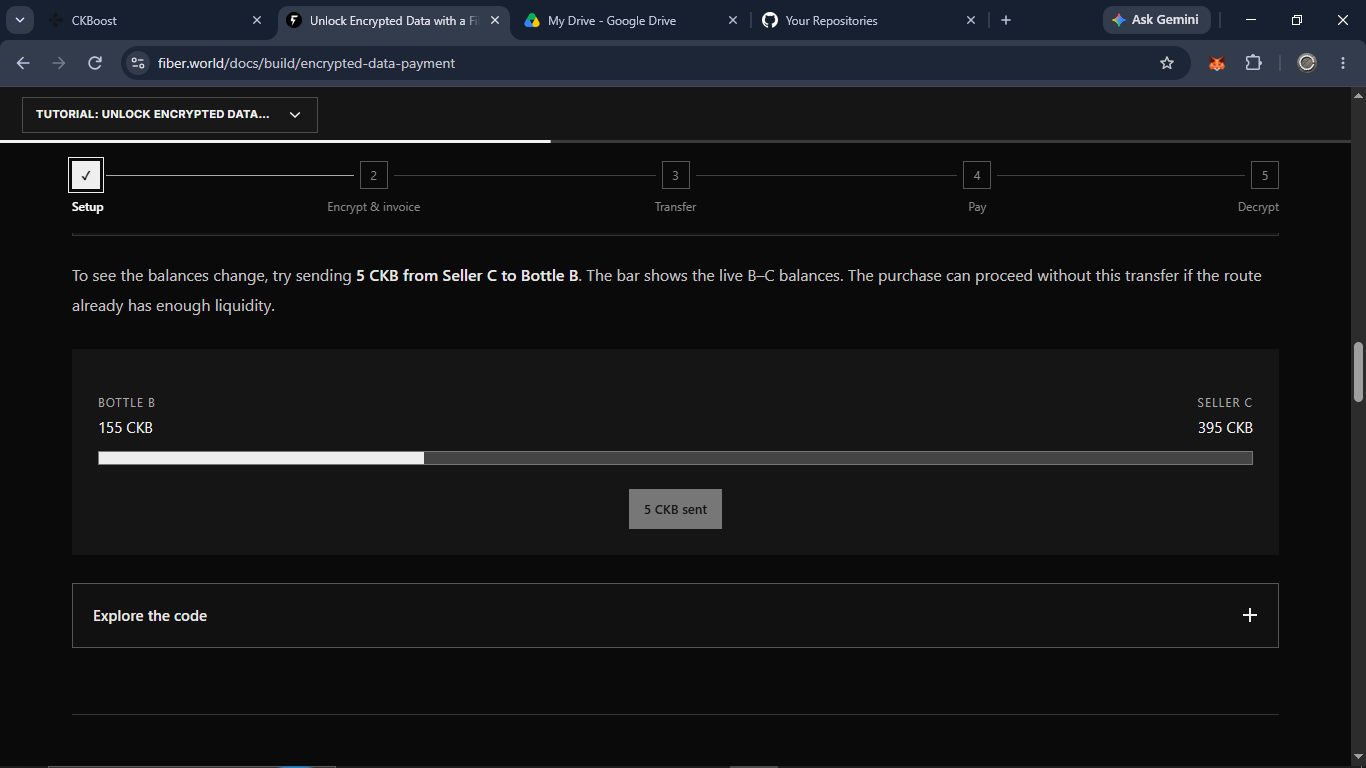 CKBoost
Unlock Encrypted Data with a Fi
My Drive - Google Drive
Your Repositories
Ask Gemini
fiber.world/docs/build/encrypted-data-payment
TUTORIAL: UNLOCK ENCRYPTED DATA...
✓
2
3
4
5
Setup
Encrypt & invoice
Transfer
Pay
Decrypt
To see the balances change, try sending 5 CKB from Seller C to Bottle B. The bar shows the live B–C balances. The purchase can proceed without this transfer if the route
already has enough liquidity.
BOTTLE B
SELLER C
155 CKB
395 CKB
5 CKB sent
Explore the code